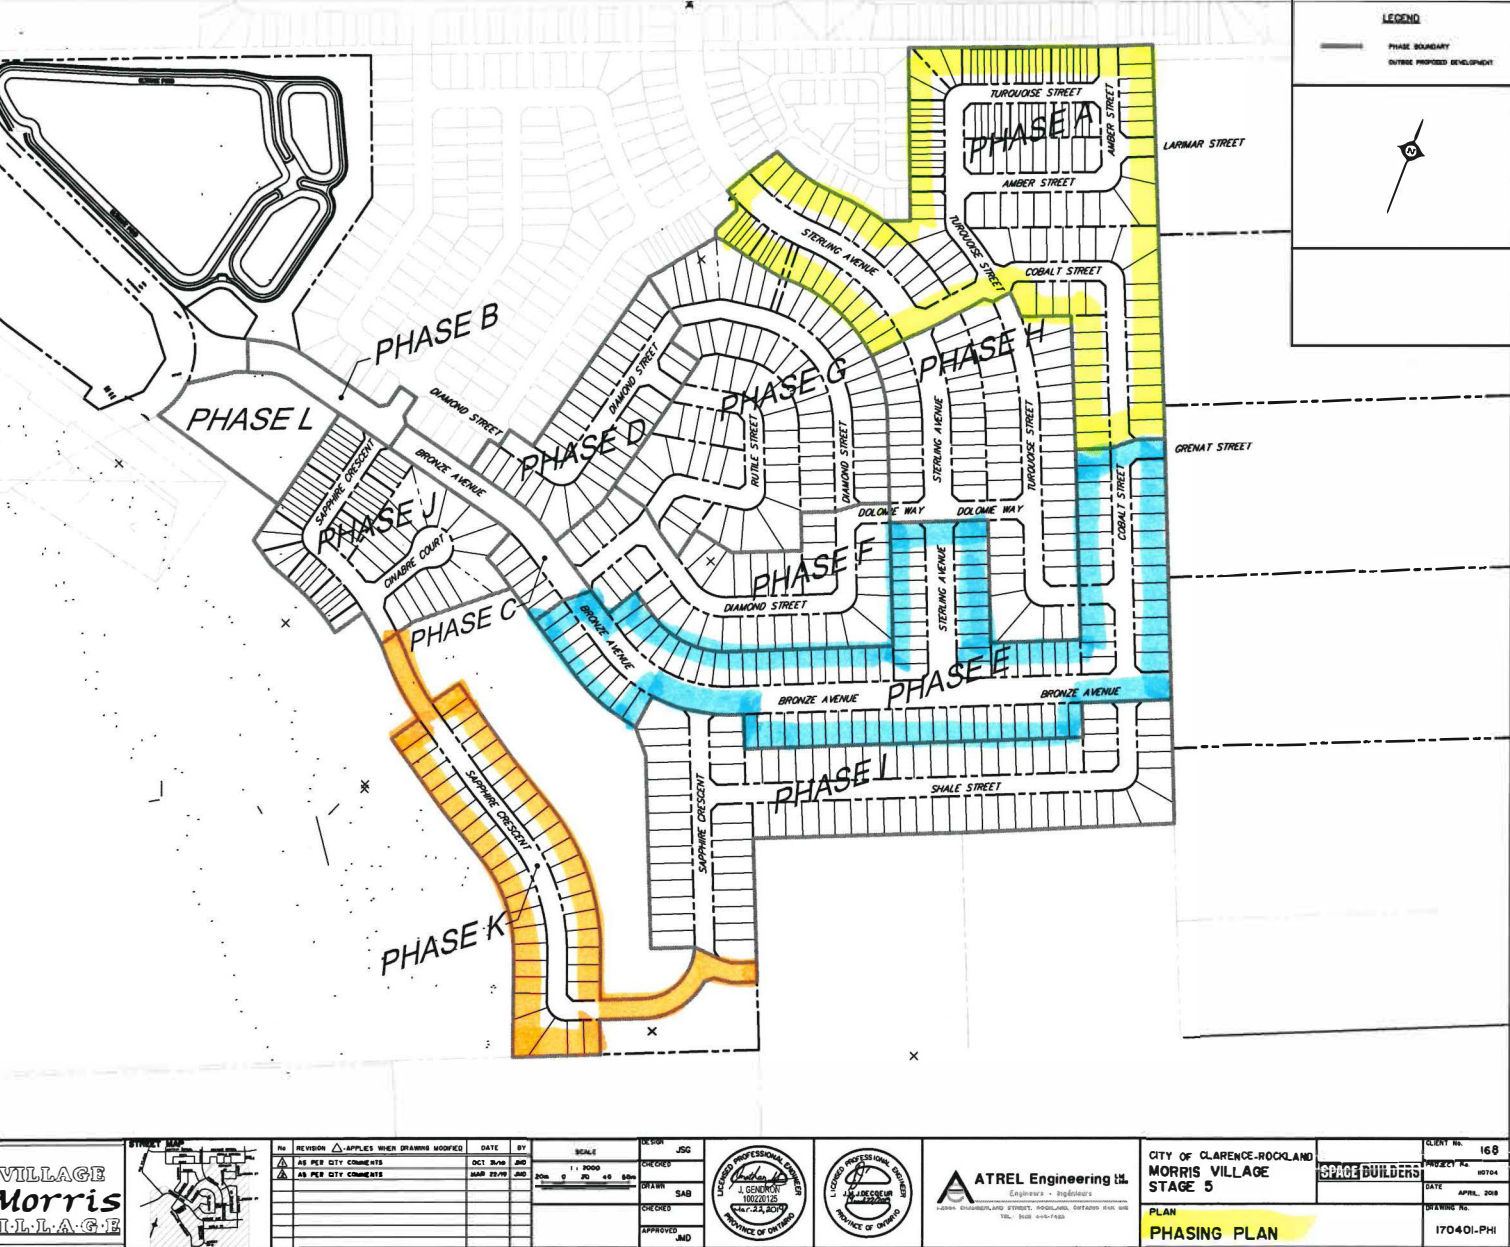 LEGEND
PHASE BOUNDARY
OUTSIDE PROPOSED DEVELOPMENT
N
TURQUOISE STREET
AMBER STREET
PHASE A
LARIMAR STREET
AMBER STREET
TURQUOISE STREET
STERLING AVENUE
COBALT STREET
PHASE B
PHASE H
PHASE G
DIAMOND STREET
DIAMOND STREET
PHASE L
STERLING AVENUE
TURQUOISE STREET
PHASE D
RUTILE STREET
DIAMOND STREET
GRENAT STREET
SAPPHIRE CRESCENT
BRONZE AVENUE
PHASE J
DOLOMIE WAY
DOLOMIE WAY
COBALT STREET
CINABRE COURT
PHASE F
STERLING AVENUE
PHASE C
DIAMOND STREET
BRONZE AVENUE
PHASE E
BRONZE AVENUE
BRONZE AVENUE
PHASE I
SHALE STREET
SAPPHIRE CRESCENT
SAPPHIRE CRESCENT
PHASE K
VILLAGE
Morris
VILLAGE
STREET MAP
No REVISION △-APPLIES WHEN DRAWING MODIFIED DATE BY
AS PER CITY COMMENTS
AS PER CITY COMMENTS
SCALE
1 : 2000
DESIGN JSG
CHECKED
DRAWN SAB
CHECKED
APPROVED JMD
LICENSED PROFESSIONAL ENGINEER
J. GENDRON
100220125
Mar. 22, 2019
PROVINCE OF ONTARIO
LICENSED PROFESSIONAL ENGINEER
PROVINCE OF ONTARIO
ATREL Engineering Ltd.
Engineers - Ingénieurs
CITY OF CLARENCE-ROCKLAND
MORRIS VILLAGE
STAGE 5
PLAN
PHASING PLAN
SPACE BUILDERS
CLIENT No.
168
PROJECT No.
DATE
APRIL, 2018
DRAWING No.
170401-PH1